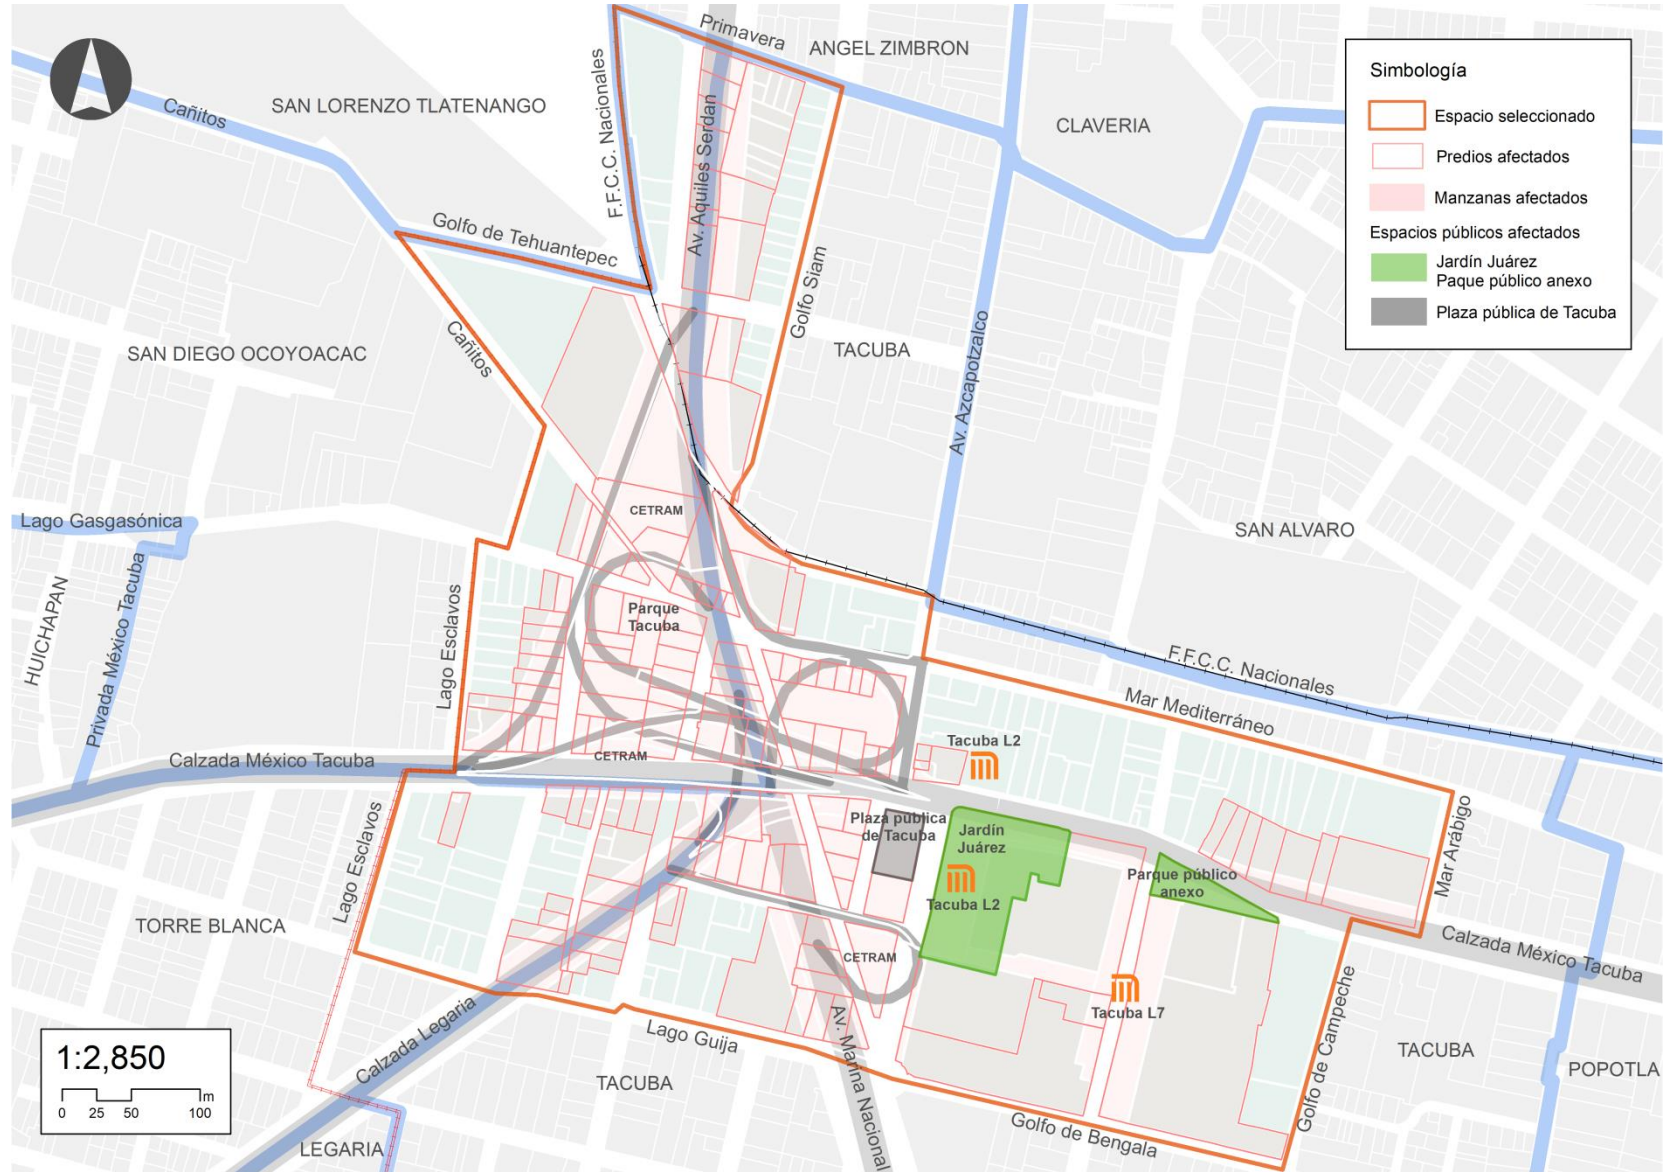 Primavera
ANGEL ZIMBRON
Simbología
Espacio seleccionado
Predios afectados
Manzanas afectados
Espacios públicos afectados
Jardín Juárez
Paque público anexo
Plaza pública de Tacuba
SAN LORENZO TLATENANGO
Cañitos
F.F.C.C. Nacionales
Av. Aquiles Serdan
CLAVERIA
Golfo de Tehuantepec
Golfo Siam
Cañitos
SAN DIEGO OCOYOACAC
TACUBA
Av. Azcapotzalco
Lago Gasgasónica
CETRAM
SAN ALVARO
HUICHAPAN
Privada México Tacuba
Lago Esclavos
Parque
Tacuba
F.F.C.C. Nacionales
Mar Mediterráneo
Calzada México Tacuba
CETRAM
Tacuba L2
Plaza pública
de Tacuba
Jardín
Juárez
Mar Arábigo
Lago Esclavos
Parque público
anexo
Tacuba L2
TORRE BLANCA
Calzada México Tacuba
CETRAM
Tacuba L7
Calzada Legaria
Lago Guija
Av. Marina Nacional
Golfo de Campeche
TACUBA
POPOTLA
1:2,850
0 25 50 100 m
TACUBA
Golfo de Bengala
LEGARIA